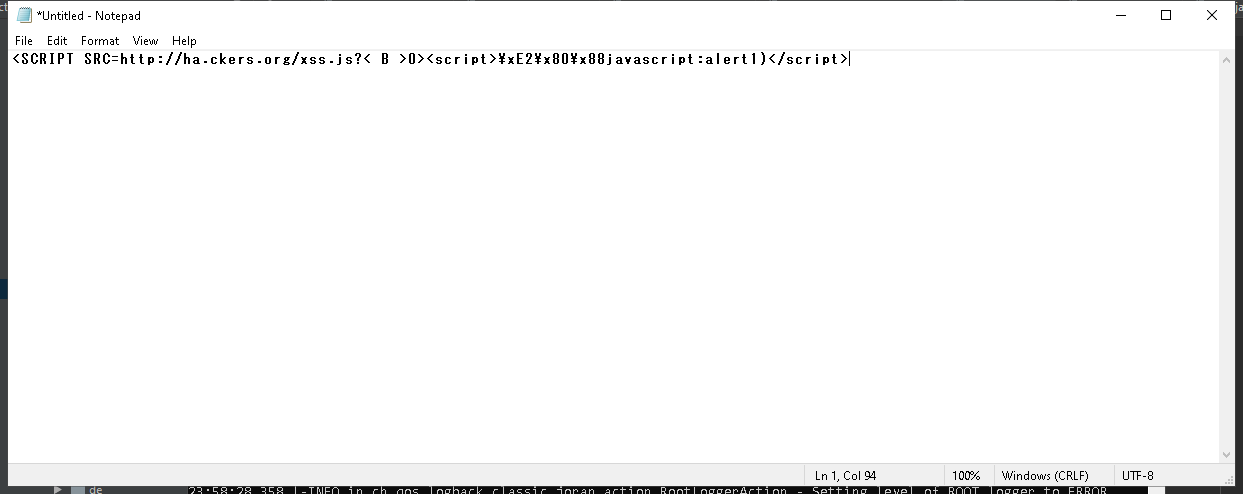 *Untitled - Notepad
File Edit Format View Help
<SCRIPT SRC=http://ha.ckers.org/xss.js?< B >0><script>¥xE2¥x80¥x88javascript:alert1)</script>
Ln 1, Col 94 100% Windows (CRLF) UTF-8
de 23:58:28,358 |-INFO in ch.qos.logback.classic.joran.action.RootLoggerAction - Setting level of ROOT logger to ERROR